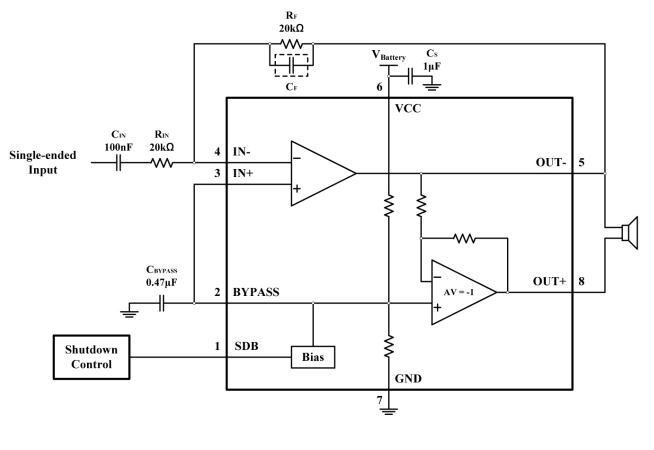 RF
20kΩ
CF
VBattery
CS
1μF
6
VCC
CIN
100nF
RIN
20kΩ
Single-ended
Input
4
IN-
3
IN+
−
+
OUT-
5
OUT+
8
−
AV = -1
+
CBYPASS
0.47μF
2
BYPASS
1
SDB
Shutdown
Control
Bias
GND
7